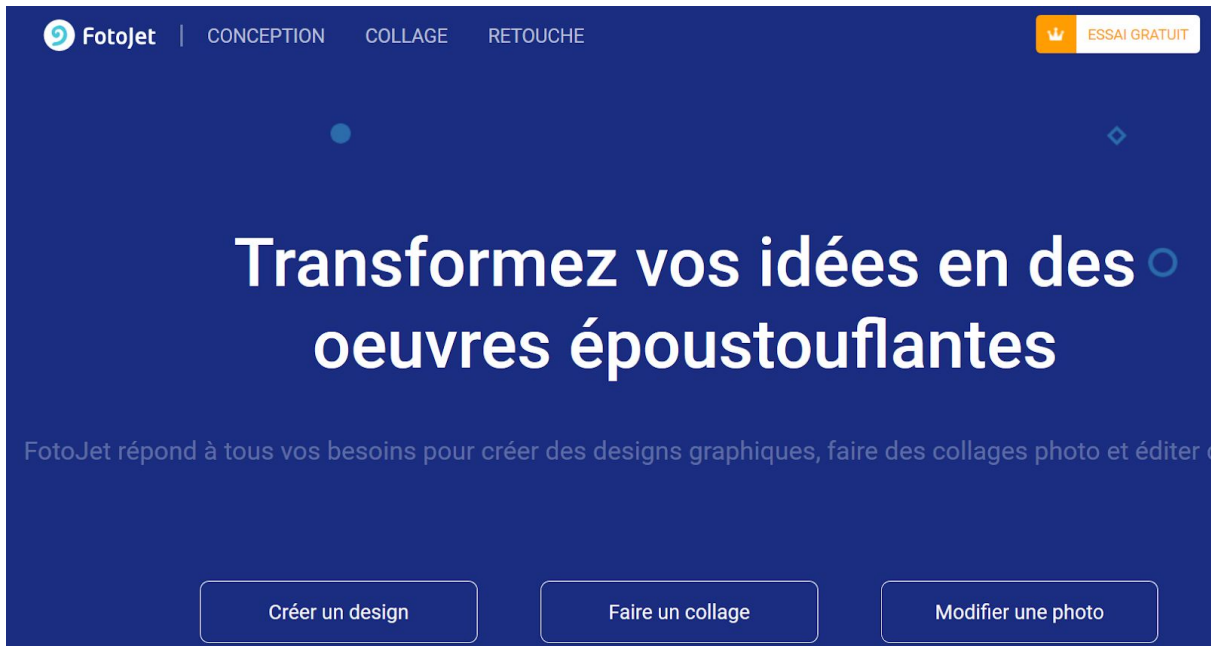 FotoJet | CONCEPTION COLLAGE RETOUCHE ESSAI GRATUIT
Transformez vos idées en des
oeuvres époustouflantes
FotoJet répond à tous vos besoins pour créer des designs graphiques, faire des collages photo et éditer
Créer un design Faire un collage Modifier une photo